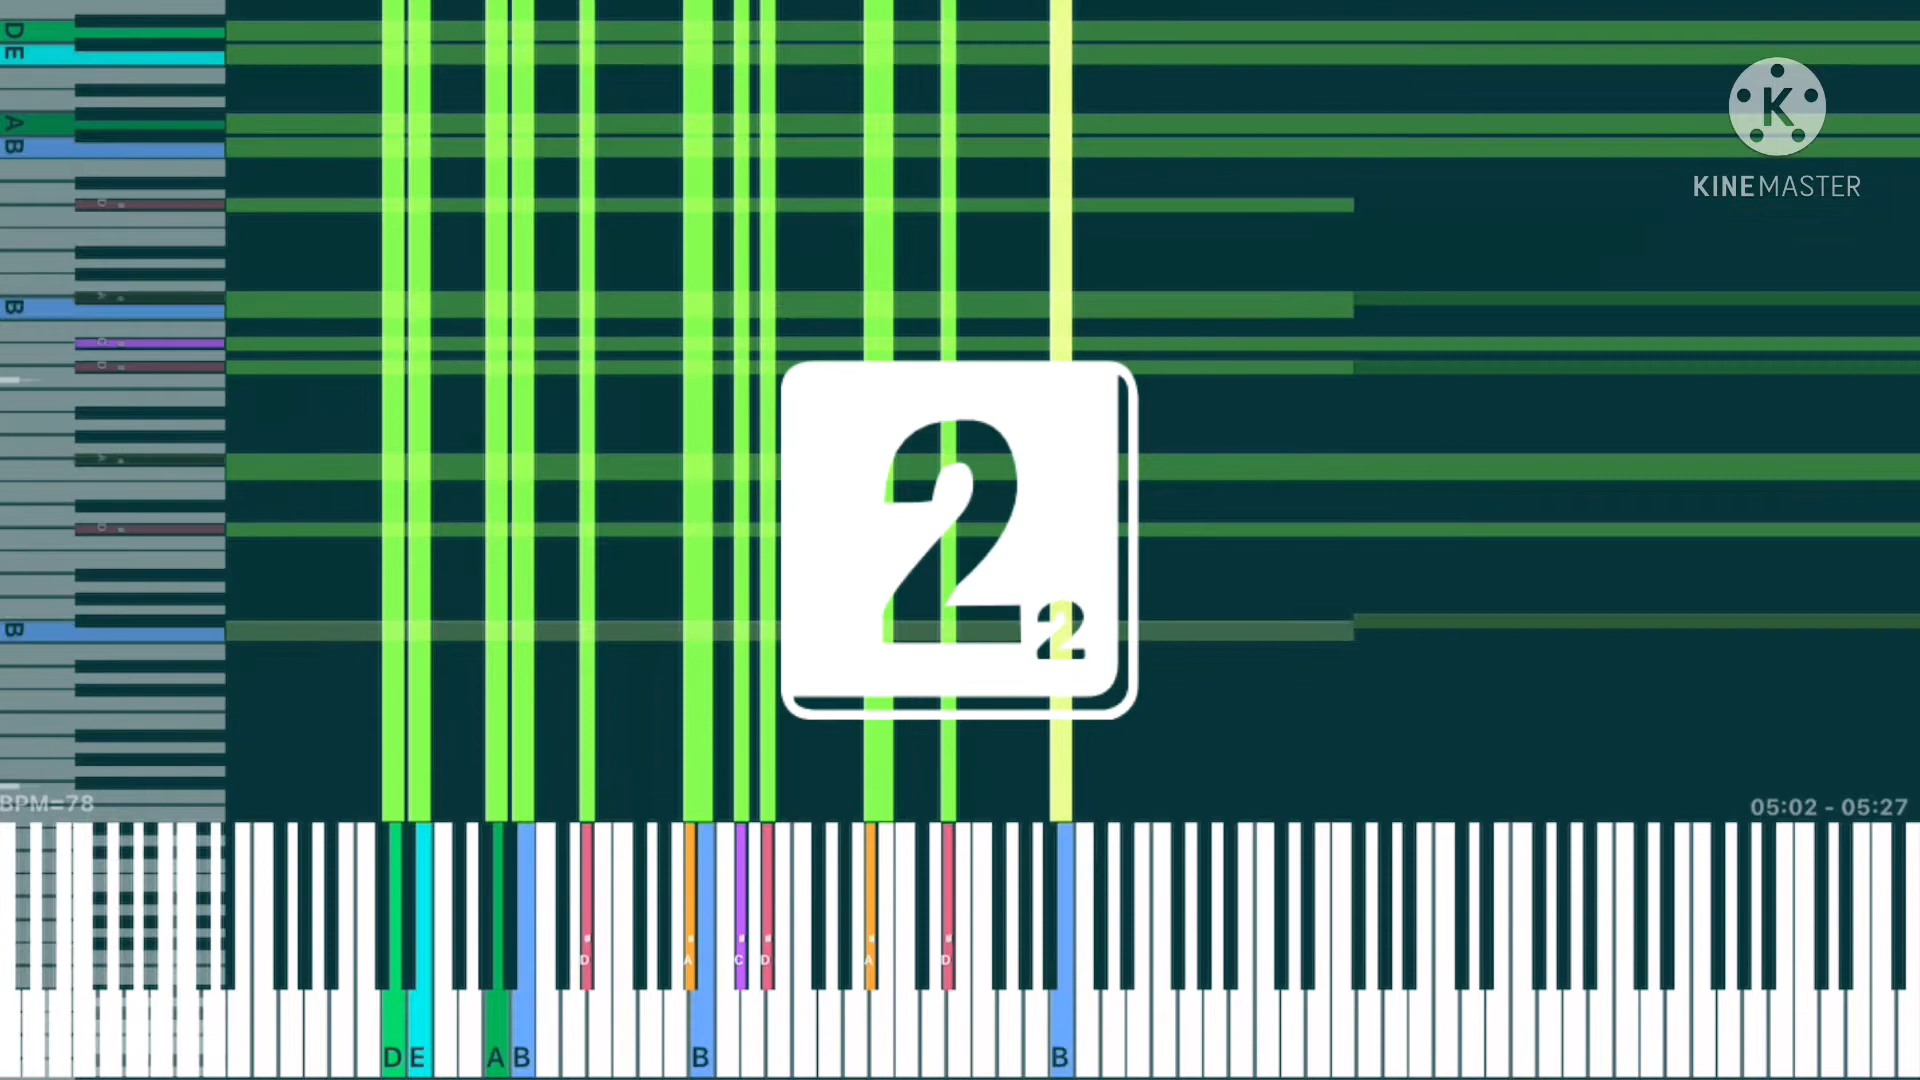 D
E
A
B
D#
A#
B
C#
D#
A#
D#
B
KINEMASTER
K
2
2
BPM=78
05:02 - 05:27
D# A# C# D# A# D#
D E A B B B